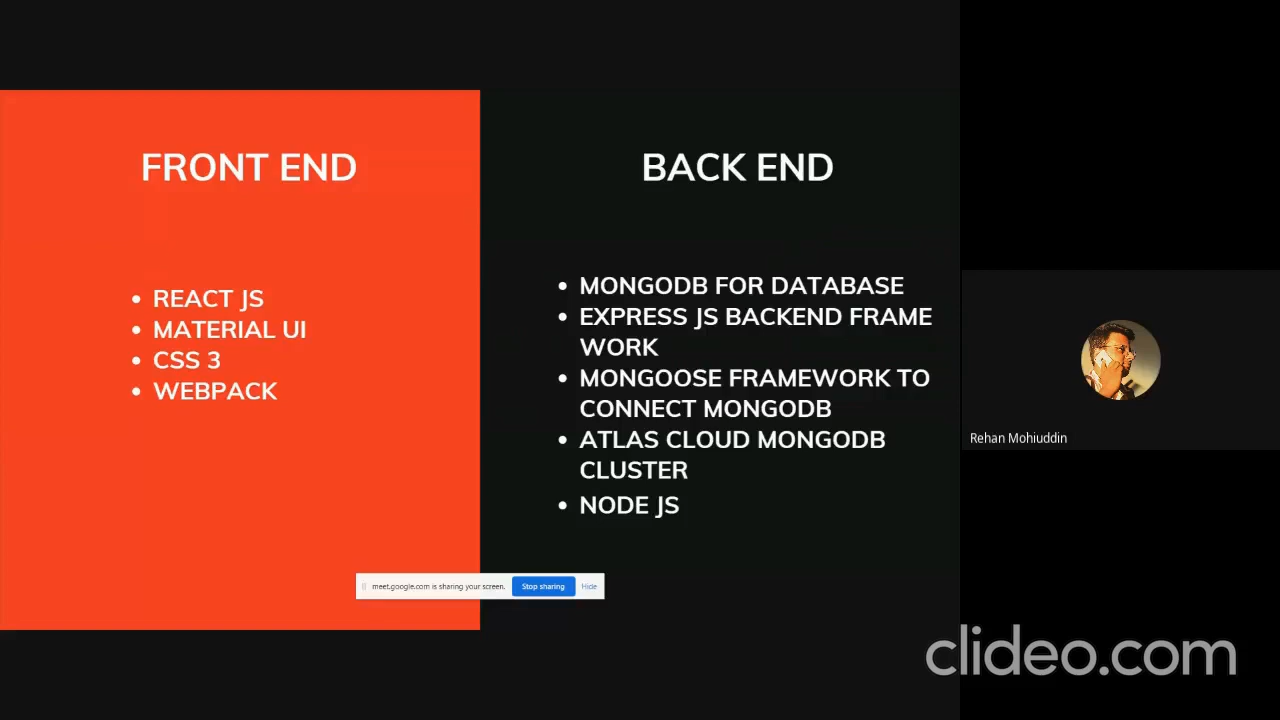 FRONT END
REACT JS
MATERIAL UI
CSS 3
WEBPACK
BACK END
MONGODB FOR DATABASE
EXPRESS JS BACKEND FRAME
WORK
MONGOOSE FRAMEWORK TO
CONNECT MONGODB
ATLAS CLOUD MONGODB
CLUSTER
NODE JS
meet.google.com is sharing your screen. Stop sharing Hide
Rehan Mohiuddin
clideo.com